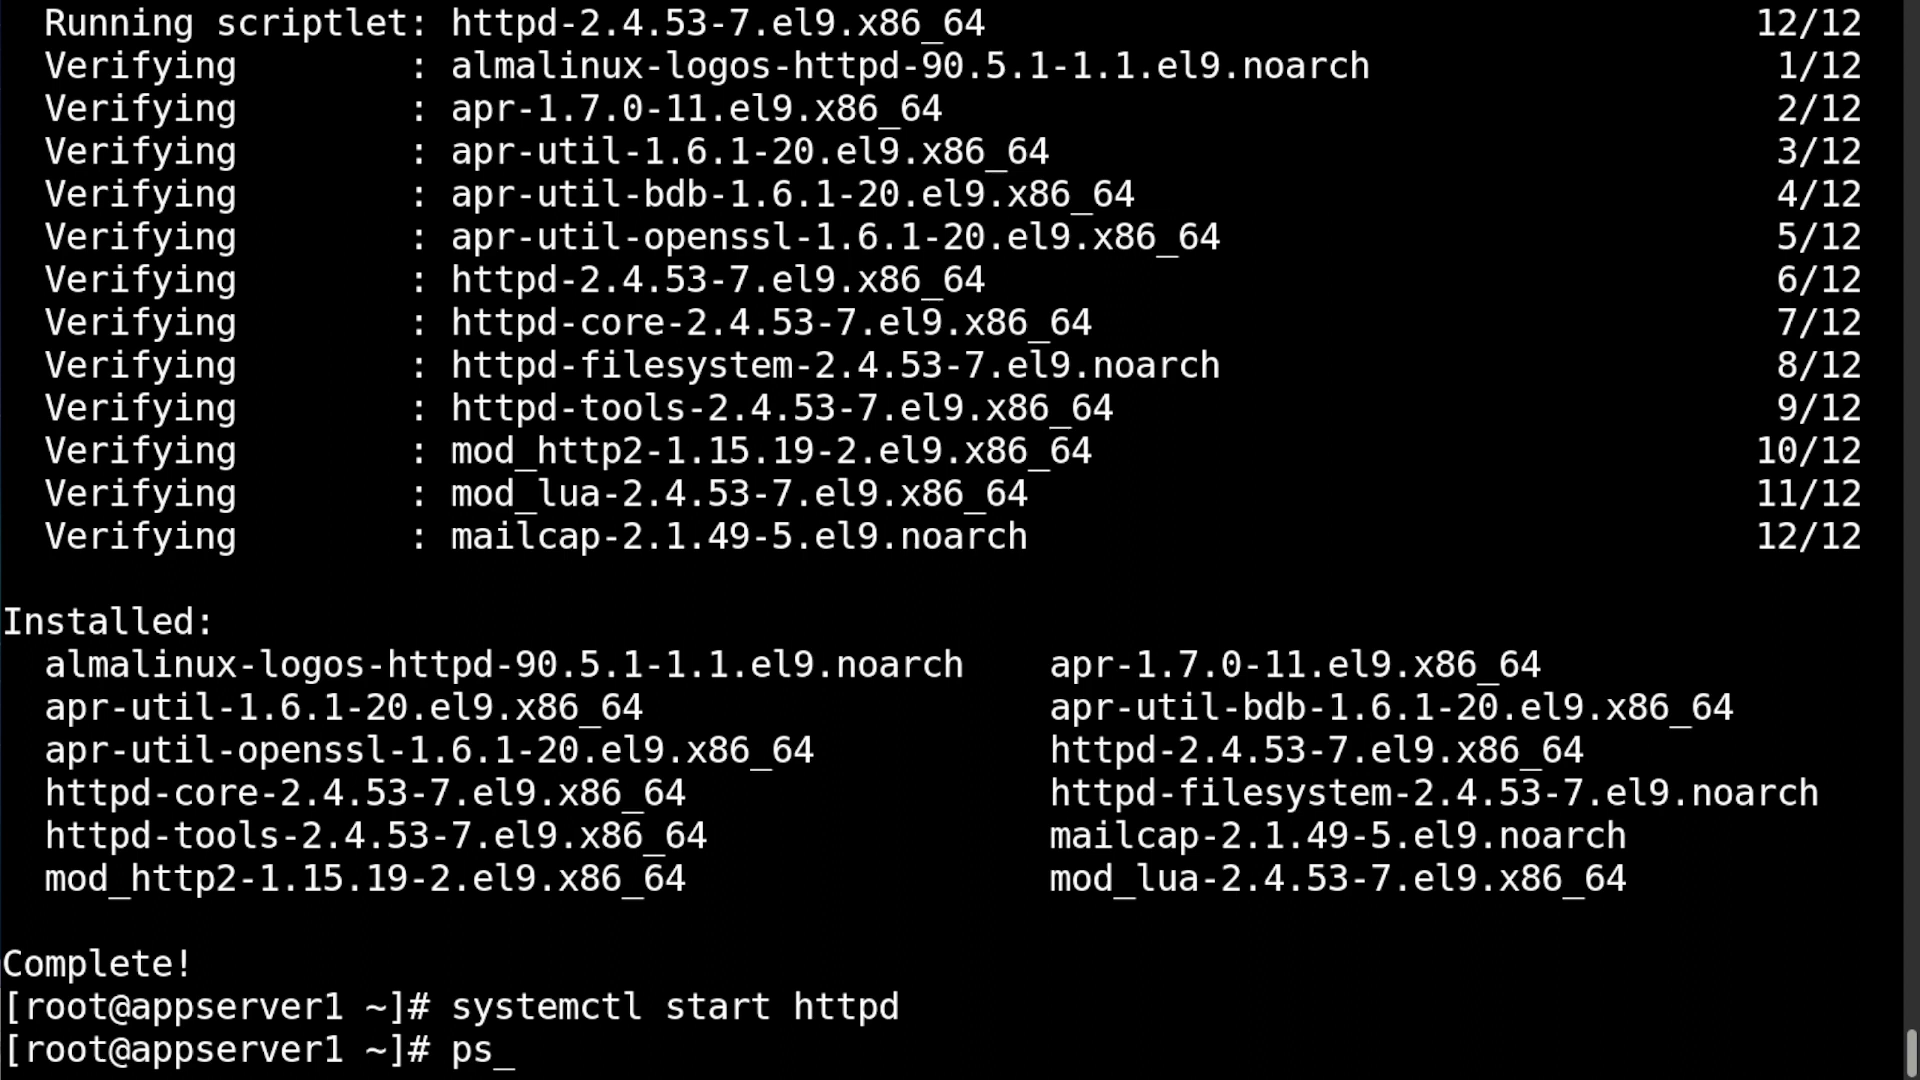 Running scriptlet: httpd-2.4.53-7.el9.x86_64 12/12
Verifying : almalinux-logos-httpd-90.5.1-1.1.el9.noarch 1/12
Verifying : apr-1.7.0-11.el9.x86_64 2/12
Verifying : apr-util-1.6.1-20.el9.x86_64 3/12
Verifying : apr-util-bdb-1.6.1-20.el9.x86_64 4/12
Verifying : apr-util-openssl-1.6.1-20.el9.x86_64 5/12
Verifying : httpd-2.4.53-7.el9.x86_64 6/12
Verifying : httpd-core-2.4.53-7.el9.x86_64 7/12
Verifying : httpd-filesystem-2.4.53-7.el9.noarch 8/12
Verifying : httpd-tools-2.4.53-7.el9.x86_64 9/12
Verifying : mod_http2-1.15.19-2.el9.x86_64 10/12
Verifying : mod_lua-2.4.53-7.el9.x86_64 11/12
Verifying : mailcap-2.1.49-5.el9.noarch 12/12
Installed:
almalinux-logos-httpd-90.5.1-1.1.el9.noarch apr-1.7.0-11.el9.x86_64
apr-util-1.6.1-20.el9.x86_64 apr-util-bdb-1.6.1-20.el9.x86_64
apr-util-openssl-1.6.1-20.el9.x86_64 httpd-2.4.53-7.el9.x86_64
httpd-core-2.4.53-7.el9.x86_64 httpd-filesystem-2.4.53-7.el9.noarch
httpd-tools-2.4.53-7.el9.x86_64 mailcap-2.1.49-5.el9.noarch
mod_http2-1.15.19-2.el9.x86_64 mod_lua-2.4.53-7.el9.x86_64
Complete!
[root@appserver1 ~]# systemctl start httpd
[root@appserver1 ~]# ps_